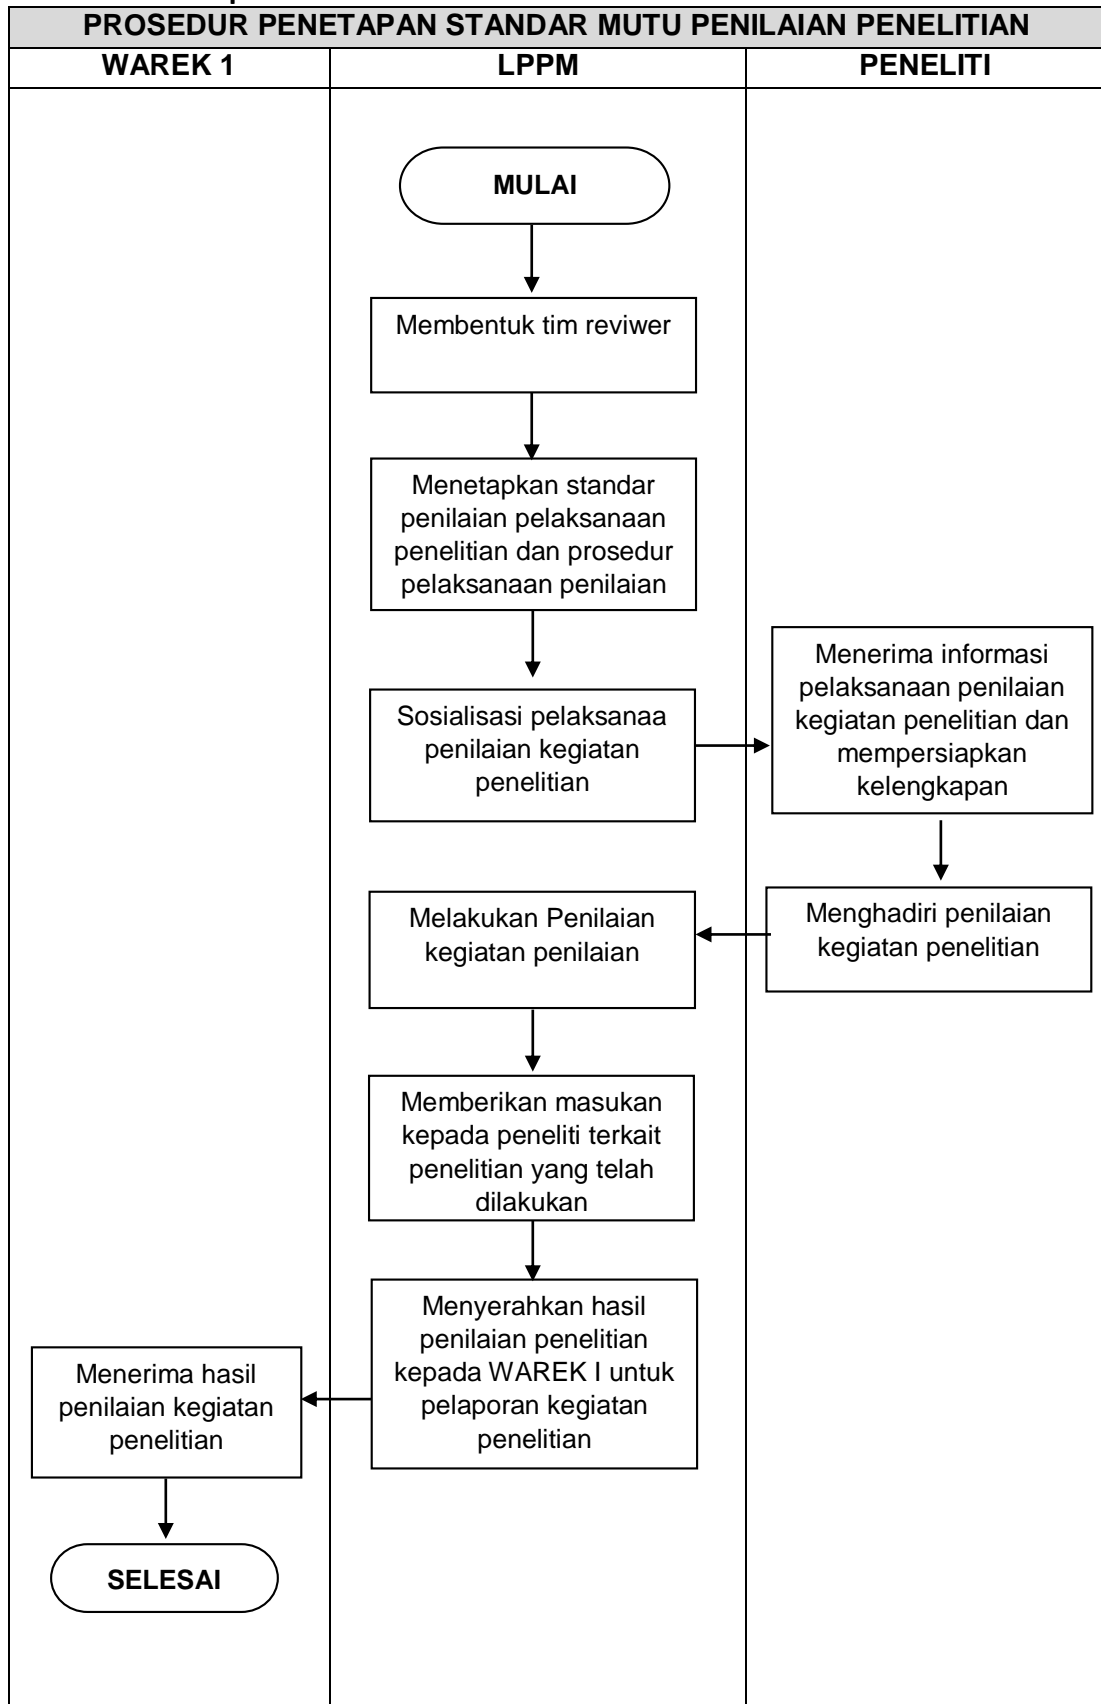 PROSEDUR PENETAPAN STANDAR MUTU PENILAIAN PENELITIAN
WAREK 1
LPPM
PENELITI
MULAI
Membentuk tim reviwer
Menetapkan standar
penilaian pelaksanaan
penelitian dan prosedur
pelaksanaan penilaian
Sosialisasi pelaksanaa
penilaian kegiatan
penelitian
Menerima informasi
pelaksanaan penilaian
kegiatan penelitian dan
mempersiapkan
kelengkapan
Menghadiri penilaian
kegiatan penelitian
Melakukan Penilaian
kegiatan penilaian
Memberikan masukan
kepada peneliti terkait
penelitian yang telah
dilakukan
Menyerahkan hasil
penilaian penelitian
kepada WAREK I untuk
pelaporan kegiatan
penelitian
Menerima hasil
penilaian kegiatan
penelitian
SELESAI